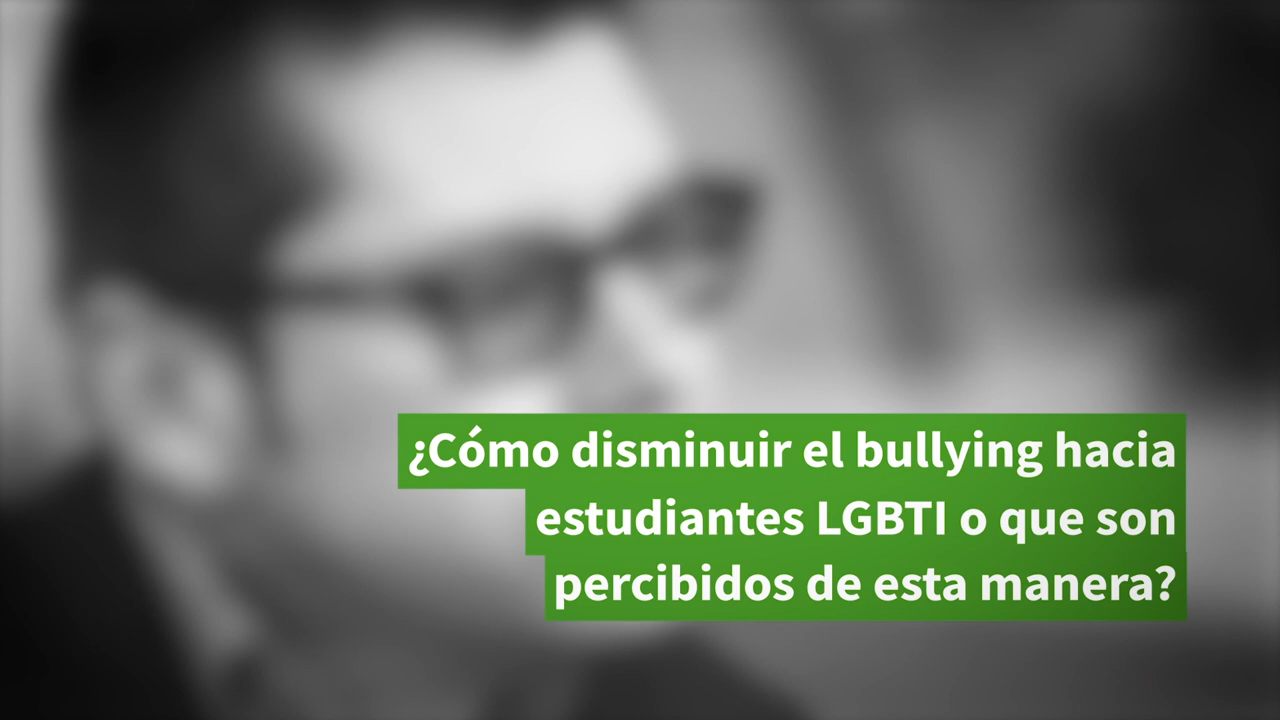 ¿Cómo disminuir el bullying hacia
estudiantes LGBTI o que son
percibidos de esta manera?